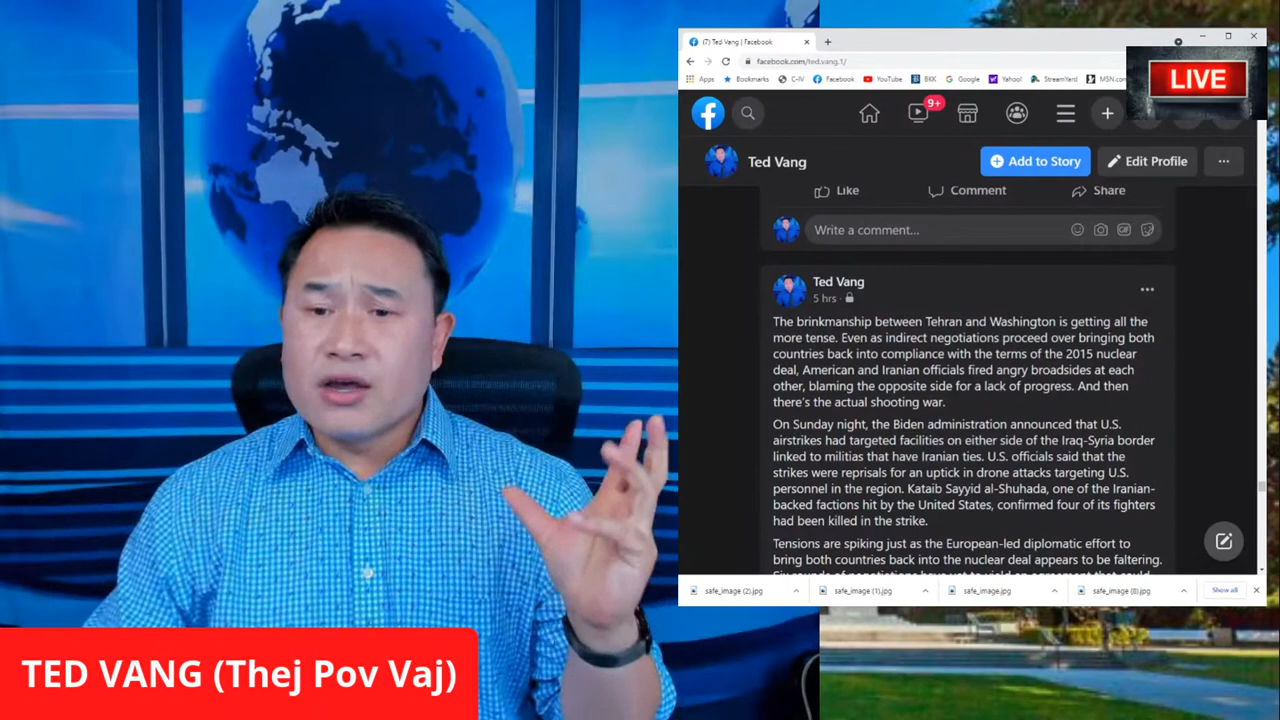 (7) Ted Vang | Facebook
facebook.com/ted.vang.1/
Apps Bookmarks C-IV Facebook YouTube BKK Google Yahoo! StreamYard MSN.com
LIVE
9+
Ted Vang
Add to Story
Edit Profile
Like Comment Share
Write a comment...
GIF
Ted Vang
5 hrs ·
The brinkmanship between Tehran and Washington is getting all the
more tense. Even as indirect negotiations proceed over bringing both
countries back into compliance with the terms of the 2015 nuclear
deal, American and Iranian officials fired angry broadsides at each
other, blaming the opposite side for a lack of progress. And then
there's the actual shooting war.
On Sunday night, the Biden administration announced that U.S.
airstrikes had targeted facilities on either side of the Iraq-Syria border
linked to militias that have Iranian ties. U.S. officials said that the
strikes were reprisals for an uptick in drone attacks targeting U.S.
personnel in the region. Kataib Sayyid al-Shuhada, one of the Iranian-
backed factions hit by the United States, confirmed four of its fighters
had been killed in the strike.
Tensions are spiking just as the European-led diplomatic effort to
bring both countries back into the nuclear deal appears to be faltering.
safe_image (2).jpg safe_image (1).jpg safe_image.jpg safe_image (8).jpg Show all
TED VANG (Thej Pov Vaj)